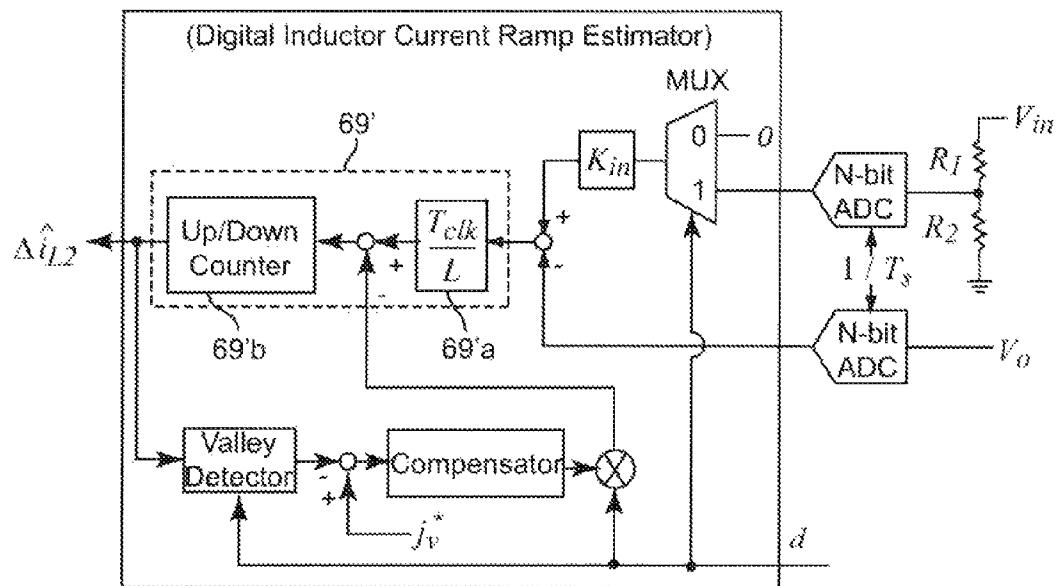 (Digital Inductor Current Ramp Estimator)
MUX
69'
0
0
1
K_in
V_in
R_1
R_2
N-bit
ADC
1 / T_s
N-bit
ADC
V_o
+
-
T_clk
L
+
-
Up/Down
Counter
Δî_L2
69'b
69'a
Valley
Detector
-
+
Compensator
X
j_v^*
d